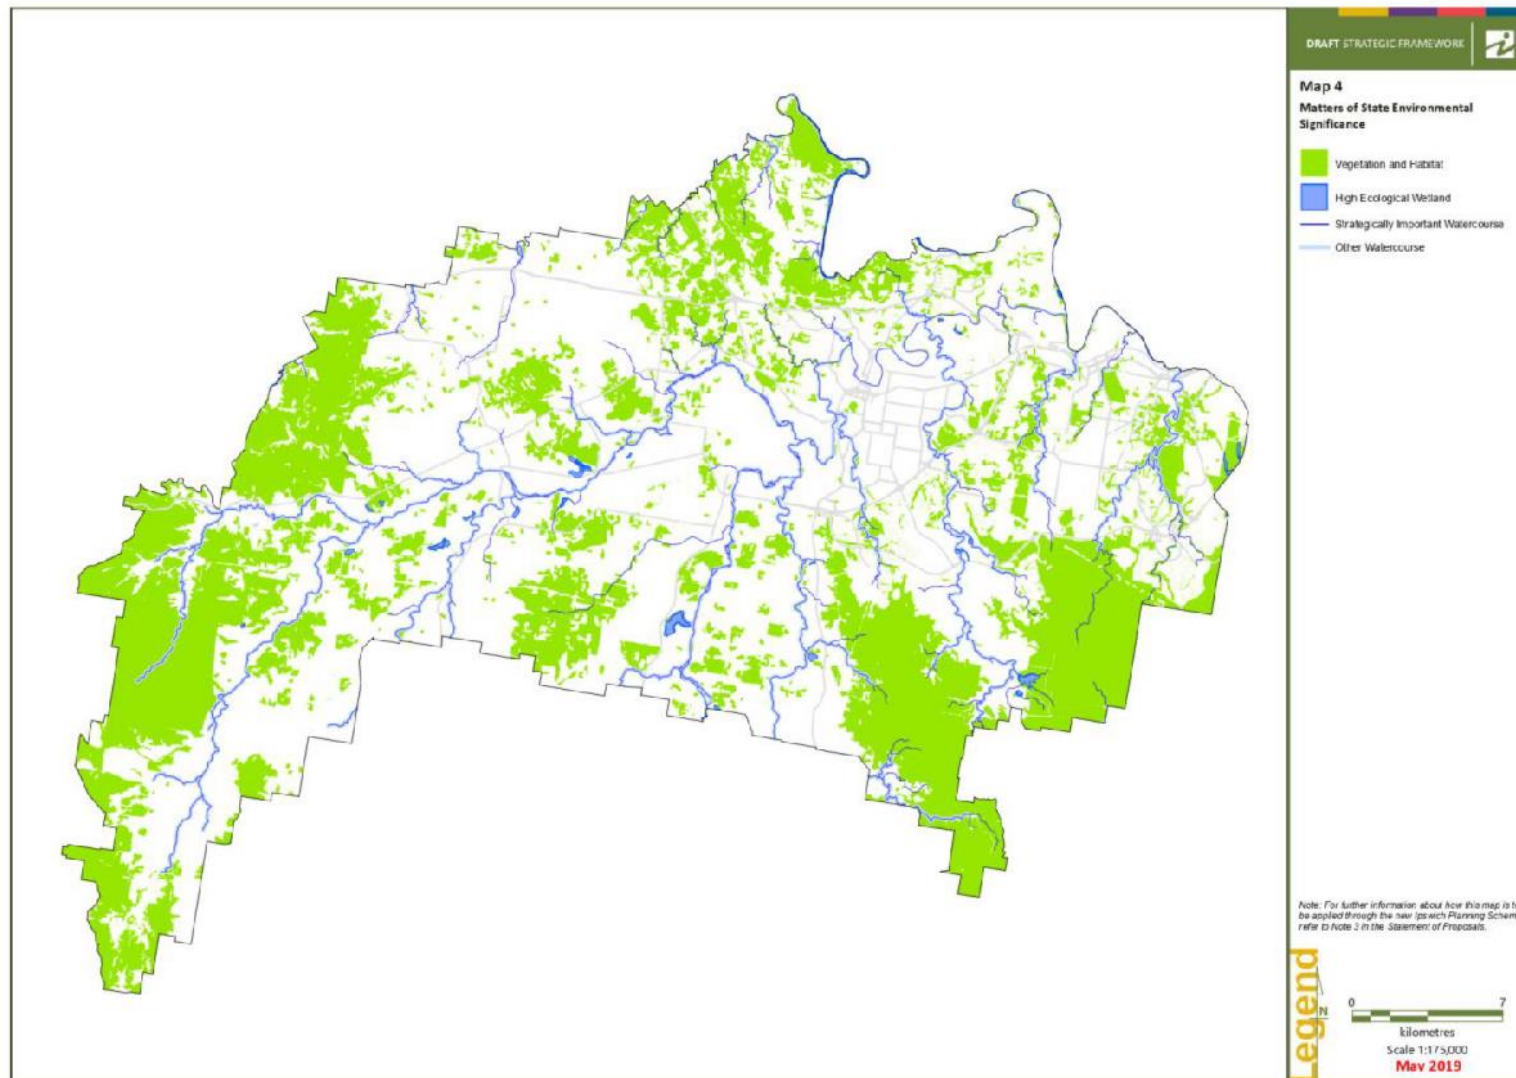 DRAFT STRATEGIC FRAMEWORK
Map 4
Matters of State Environmental
Significance
Vegetation and Habitat
High Ecological Wetland
Strategically Important Watercourse
Other Watercourse
Note: For further information about how this map is to
be applied through the new Ipswich Planning Schem
refer to Note 3 in the Statement of Proposals.
Legend
N
0 7
kilometres
Scale 1:175,000
May 2019